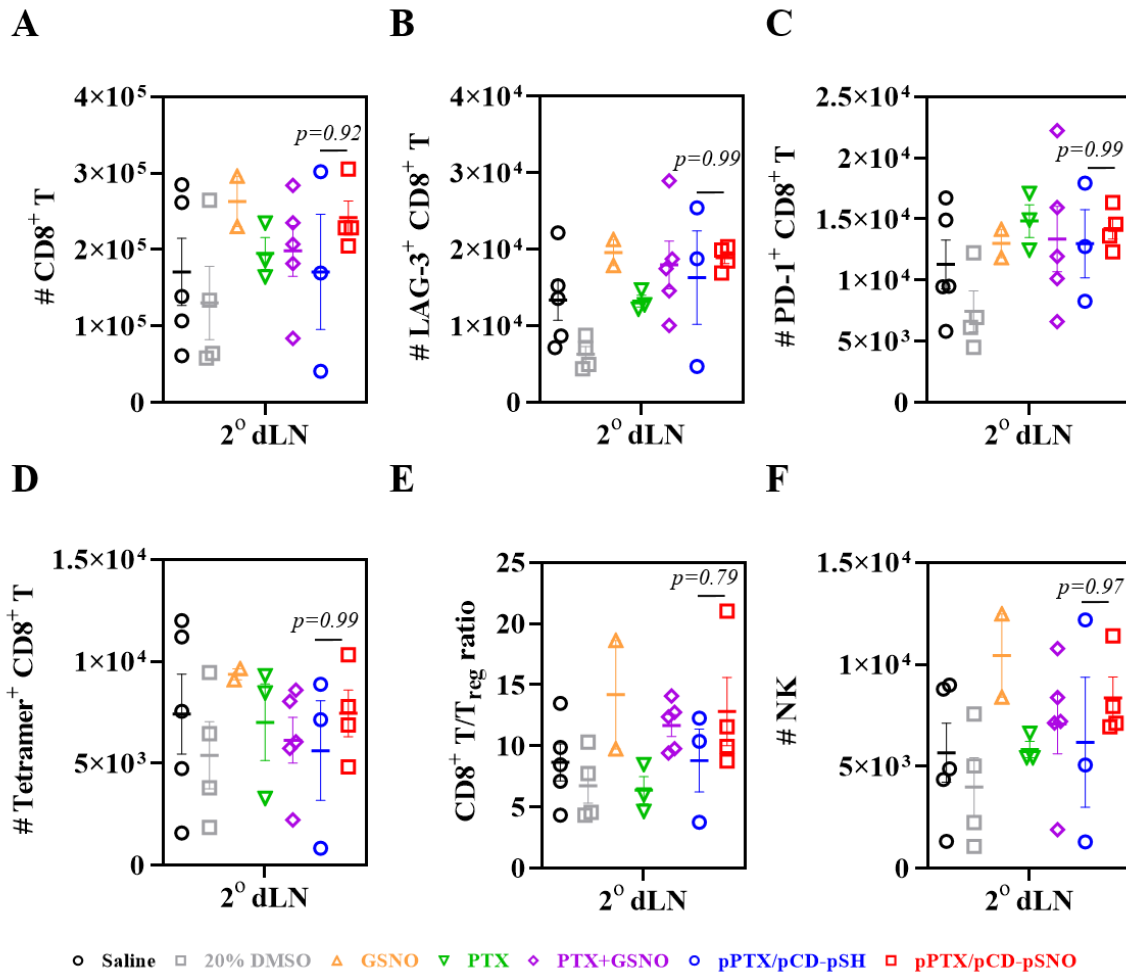 A
B
C
# CD8⁺ T
4×10⁵
3×10⁵
2×10⁵
1×10⁵
0
p=0.92
2° dLN
# LAG-3⁺ CD8⁺ T
4×10⁴
3×10⁴
2×10⁴
1×10⁴
0
p=0.99
2° dLN
# PD-1⁺ CD8⁺ T
2.5×10⁴
2×10⁴
1.5×10⁴
1×10⁴
5×10³
0
p=0.99
2° dLN
D
E
F
# Tetramer⁺ CD8⁺ T
1.5×10⁴
1×10⁴
5×10³
0
p=0.99
2° dLN
CD8⁺ T/Treg ratio
25
20
15
10
5
0
p=0.79
2° dLN
# NK
1.5×10⁴
1×10⁴
5×10³
0
p=0.97
2° dLN
Saline 20% DMSO GSNO PTX PTX+GSNO pPTX/pCD-pSH pPTX/pCD-pSNO